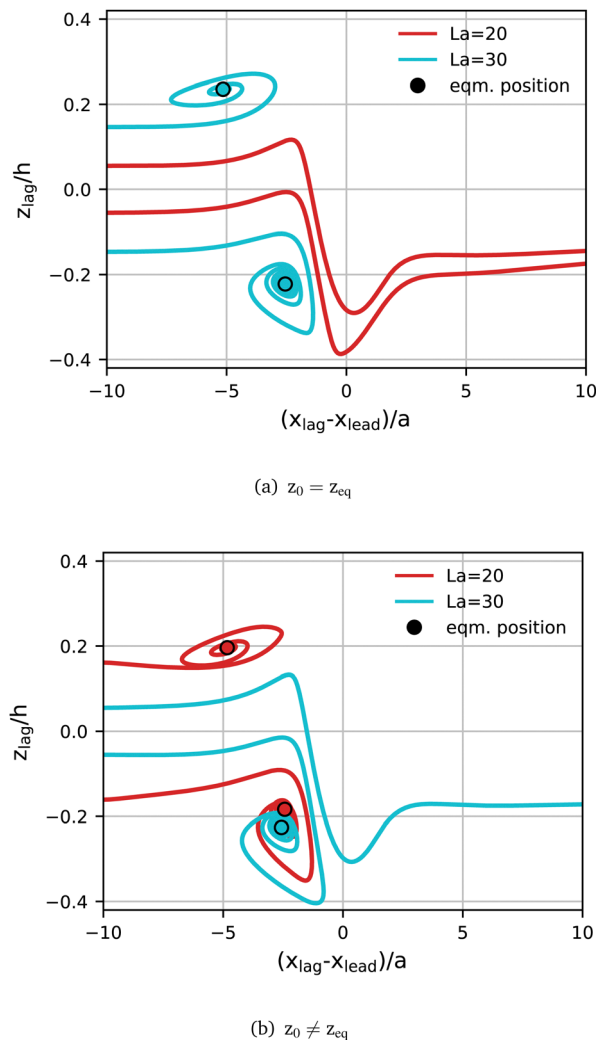 0.4
0.2
0.0
−0.2
−0.4
z_lag/h
La=20
La=30
eqm. position
−10
−5
0
5
10
(x_lag-x_lead)/a
(a) z_0 = z_eq
0.4
0.2
0.0
−0.2
−0.4
z_lag/h
La=20
La=30
eqm. position
−10
−5
0
5
10
(x_lag-x_lead)/a
(b) z_0 ≠ z_eq